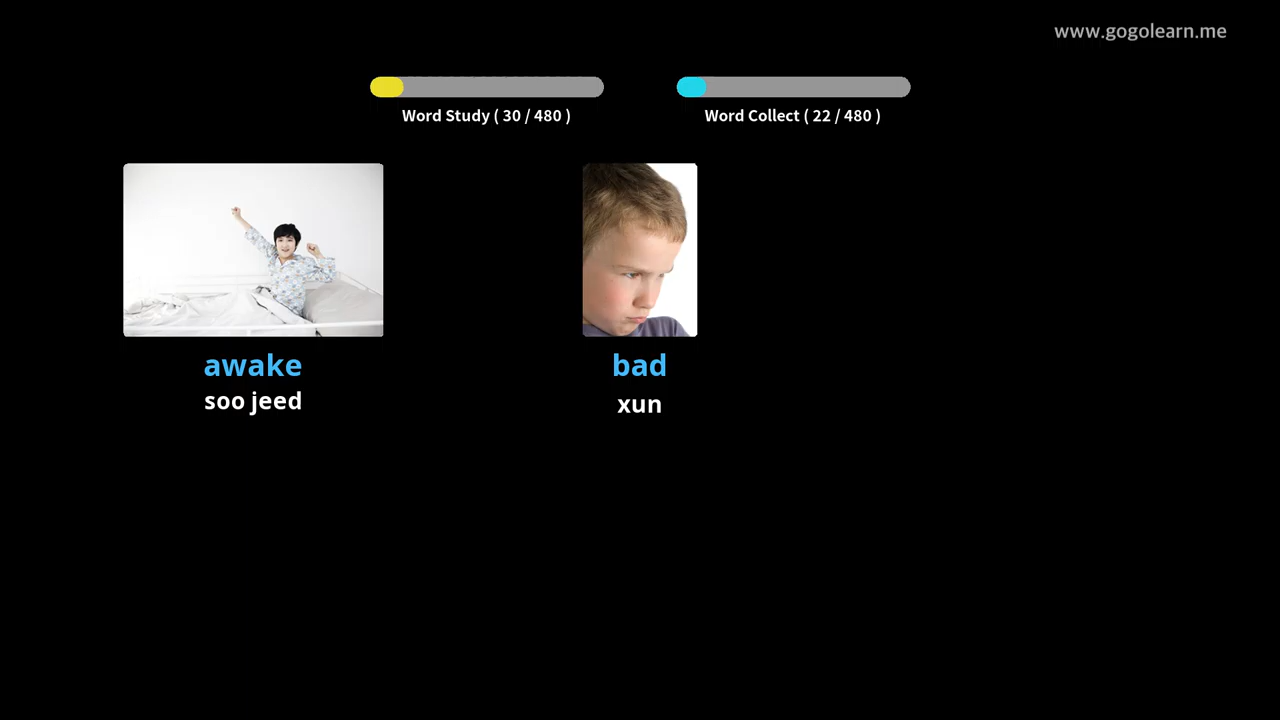 www.gogolearn.me
Word Study ( 30 / 480 )
Word Collect ( 22 / 480 )
awake
soo jeed
bad
xun